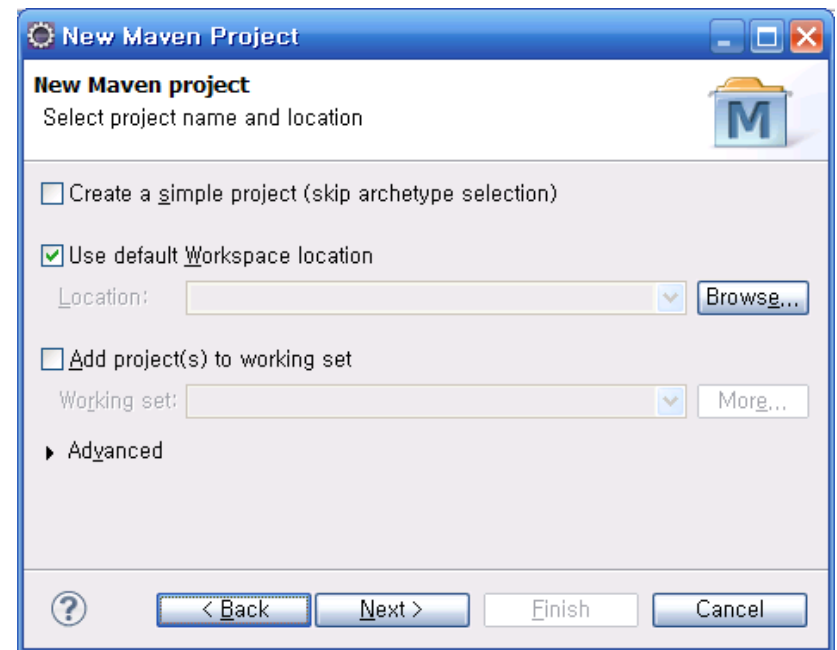 New Maven Project
New Maven project
Select project name and location
M
Create a simple project (skip archetype selection)
Use default Workspace location
Location:
Browse...
Add project(s) to working set
Working set:
More...
Advanced
?
< Back
Next >
Finish
Cancel